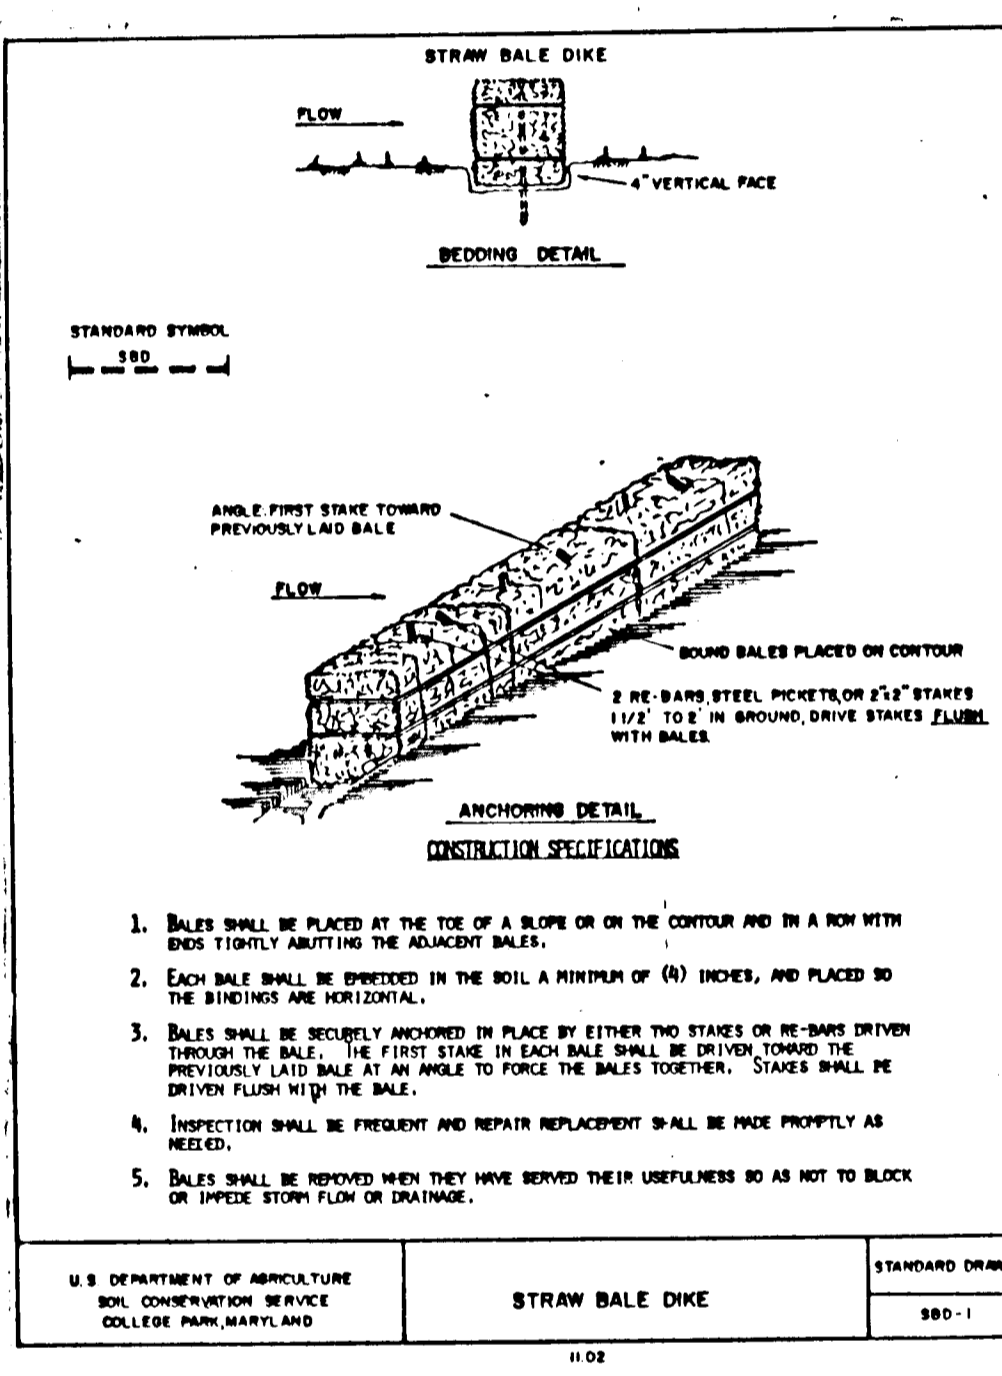 STRAW BALE DIKE
FLOW
4" VERTICAL FACE
BEDDING DETAIL
STANDARD SYMBOL
SBD
ANGLE FIRST STAKE TOWARD
PREVIOUSLY LAID BALE
FLOW
BOUND BALES PLACED ON CONTOUR
2 RE-BARS, STEEL PICKETS, OR 2"x2" STAKES
1 1/2' TO 2' IN GROUND, DRIVE STAKES FLUSH
WITH BALES.
ANCHORING DETAIL
CONSTRUCTION SPECIFICATIONS
1. BALES SHALL BE PLACED AT THE TOE OF A SLOPE OR ON THE CONTOUR AND IN A ROW WITH
ENDS TIGHTLY ABUTTING THE ADJACENT BALES.
2. EACH BALE SHALL BE EMBEDDED IN THE SOIL A MINIMUM OF (4) INCHES, AND PLACED SO
THE BINDINGS ARE HORIZONTAL.
3. BALES SHALL BE SECURELY ANCHORED IN PLACE BY EITHER TWO STAKES OR RE-BARS DRIVEN
THROUGH THE BALE. THE FIRST STAKE IN EACH BALE SHALL BE DRIVEN TOWARD THE
PREVIOUSLY LAID BALE AT AN ANGLE TO FORCE THE BALES TOGETHER. STAKES SHALL BE
DRIVEN FLUSH WITH THE BALE.
4. INSPECTION SHALL BE FREQUENT AND REPAIR REPLACEMENT SHALL BE MADE PROMPTLY AS
NEEDED.
5. BALES SHALL BE REMOVED WHEN THEY HAVE SERVED THEIR USEFULNESS SO AS NOT TO BLOCK
OR IMPEDE STORM FLOW OR DRAINAGE.
U.S. DEPARTMENT OF AGRICULTURE
SOIL CONSERVATION SERVICE
COLLEGE PARK, MARYLAND
STRAW BALE DIKE
STANDARD DRAW
SBD-1
11.02